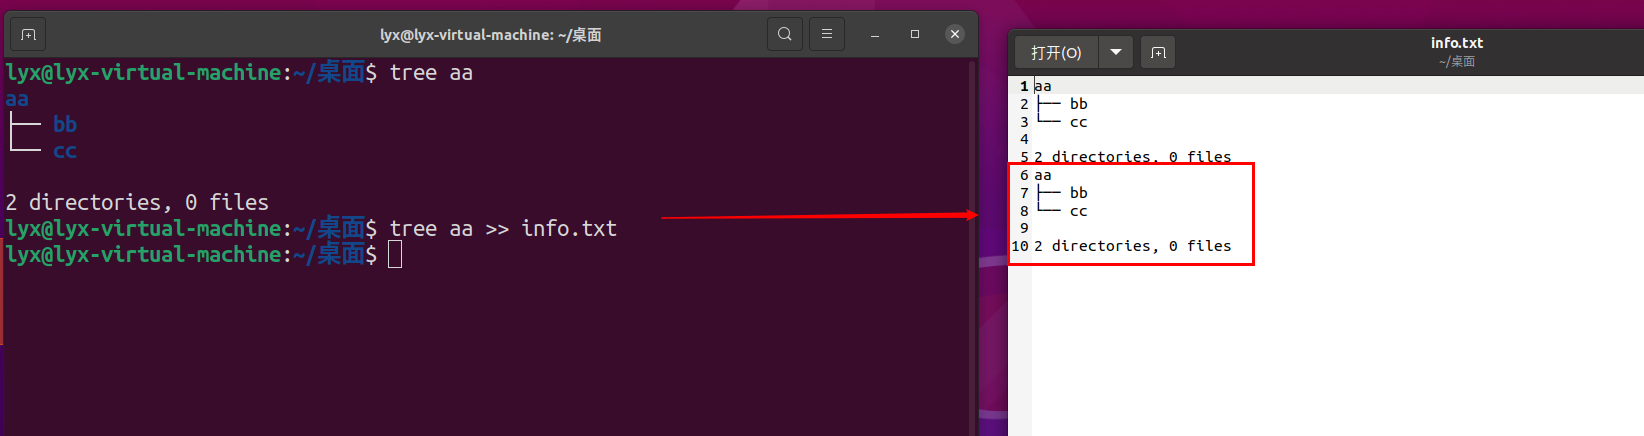 lyx@lyx-virtual-machine: ~/桌面
lyx@lyx-virtual-machine:~/桌面$ tree aa
aa
├── bb
└── cc
2 directories, 0 files
lyx@lyx-virtual-machine:~/桌面$ tree aa >> info.txt
lyx@lyx-virtual-machine:~/桌面$
打开(O)
info.txt
~/桌面
1 aa
2 ├── bb
3 └── cc
4
5 2 directories, 0 files
6 aa
7 ├── bb
8 └── cc
9
10 2 directories, 0 files